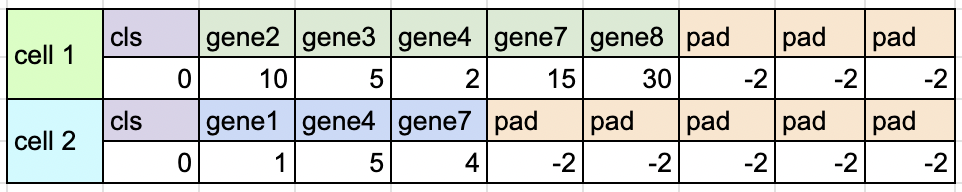 cell 1
cls gene2 gene3 gene4 gene7 gene8 pad pad pad
0 10 5 2 15 30 -2 -2 -2
cell 2
cls gene1 gene4 gene7 pad pad pad pad pad
0 1 5 4 -2 -2 -2 -2 -2